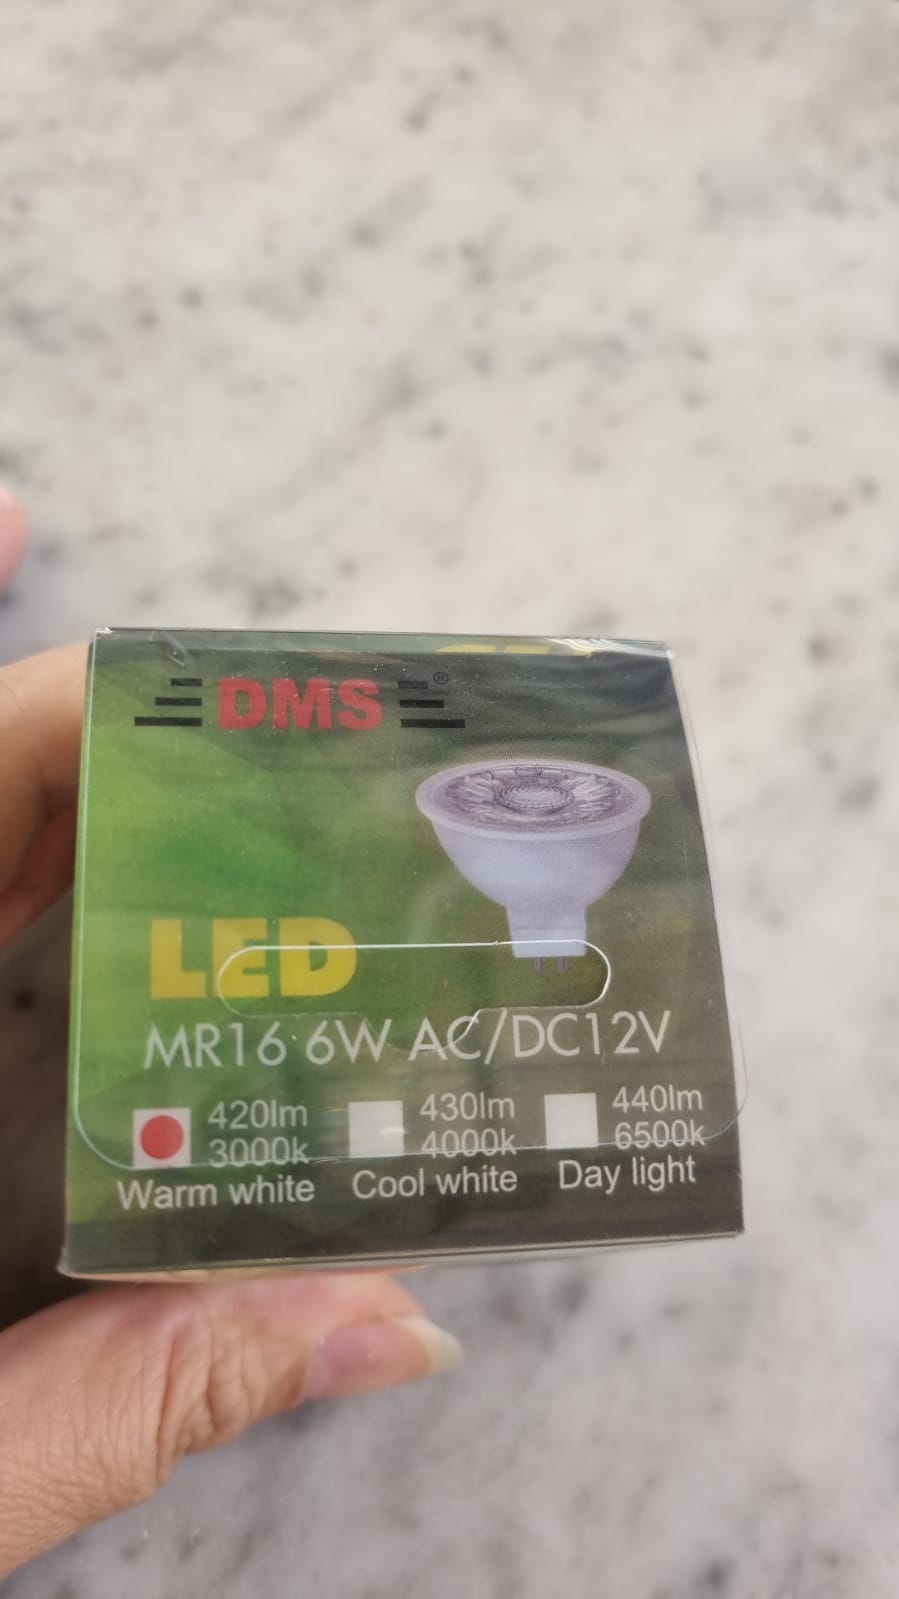 DMS®
LED
MR16 6W AC/DC12V
420lm 430lm 440lm
3000k 4000k 6500k
Warm white Cool white Day light